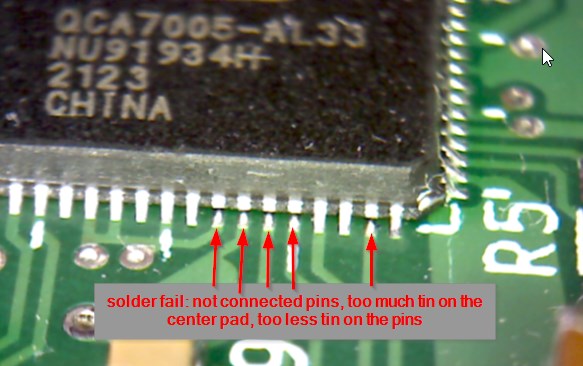 QCA7005-AL33
NU91934H
2123
CHINA
R5
solder fail: not connected pins, too much tin on the
center pad, too less tin on the pins
9